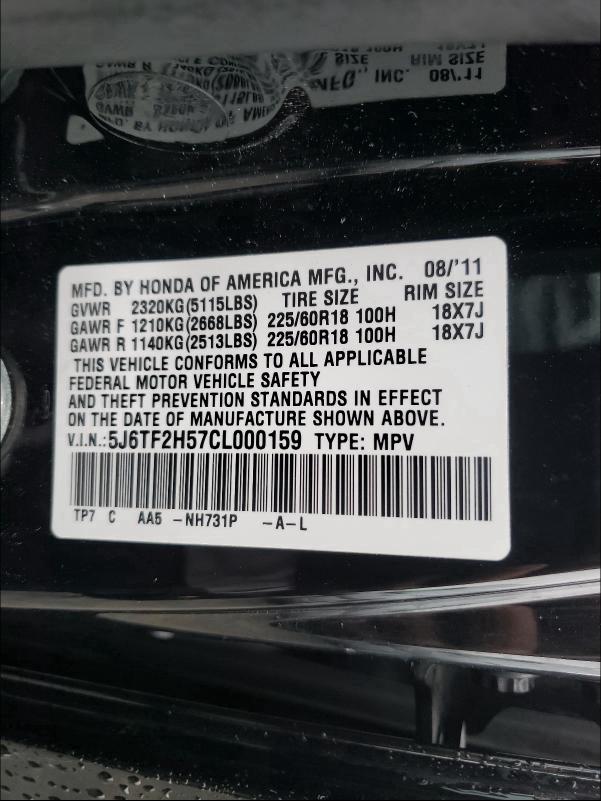 MFD. BY HONDA OF AMERICA MFG., INC. 08/'11
GVWR 2320KG(5115LBS) TIRE SIZE RIM SIZE
GAWR F 1210KG(2668LBS) 225/60R18 100H 18X7J
GAWR R 1140KG(2513LBS) 225/60R18 100H 18X7J
THIS VEHICLE CONFORMS TO ALL APPLICABLE
FEDERAL MOTOR VEHICLE SAFETY
AND THEFT PREVENTION STANDARDS IN EFFECT
ON THE DATE OF MANUFACTURE SHOWN ABOVE.
V.I.N.:5J6TF2H57CL000159 TYPE: MPV
TP7 C AA5 -NH731P -A-L